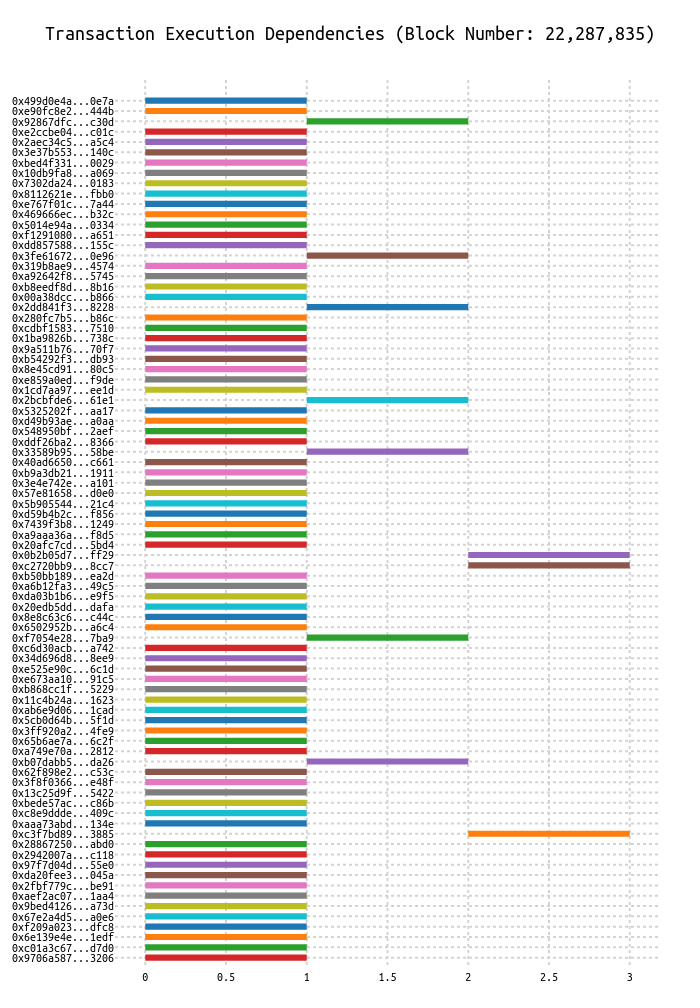 Transaction Execution Dependencies (Block Number: 22,287,835)
0x499d0e4a...0e7a
0xe90fc8e2...444b
0x92867dfc...c30d
0xe2ccbe04...c01c
0x2aec34c5...a5c4
0x3e37b553...140c
0xbed4f331...0029
0x10db9fa8...a069
0x7302da24...0183
0x8112621e...fbb0
0xe767f01c...7a44
0x469666ec...b32c
0x5014e94a...0334
0xf1291080...a651
0xdd857588...155c
0x3fe61672...0e96
0x319b8ae9...4574
0xa92642f8...5745
0xb8eedf8d...8b16
0x00a38dcc...b866
0x2dd841f3...8228
0x280fc7b5...b86c
0xcdbf1583...7510
0x1ba9826b...738c
0x9a511b76...70f7
0xb54292f3...db93
0x8e45cd91...80c5
0xe859a0ed...f9de
0x1cd7aa97...ee1d
0x2bcbfde6...61e1
0x5325202f...aa17
0xd49b93ae...a0aa
0x548950bf...2aef
0xddf26ba2...8366
0x33589b95...58be
0x40ad6650...c661
0xb9a3db21...1911
0x3e4e742e...a101
0x57e81658...d0e0
0x5b905544...21c4
0xd59b4b2c...f856
0x7439f3b8...1249
0xa9aaa36a...f8d5
0x20afc7cd...5bd4
0x0b2b05d7...ff29
0xc2720bb9...8cc7
0xb50bb189...ea2d
0xa6b12fa3...49c5
0xda03b1b6...e9f5
0x20edb5dd...dafa
0x8e8c63c6...c44c
0x6502952b...a6c4
0xf7054e28...7ba9
0xc6d30acb...a742
0x34d696d8...8ee9
0xe525e90c...6c1d
0xe673aa10...91c5
0xb868cc1f...5229
0x11c4b24a...1623
0xab6e9d06...1cad
0x5cb0d64b...5f1d
0x3ff920a2...4fe9
0x65b6ae7a...6c2f
0xa749e70a...2812
0xb07dabb5...da26
0x62f898e2...c53c
0x3f8f0366...e48f
0x13c25d9f...5422
0xbede57ac...c86b
0xc8e9ddde...409c
0xaaa73abd...134e
0xc3f7bd89...3885
0x28867250...abd0
0x2942007a...c118
0x97f7d04d...55e0
0xda20fee3...045a
0x2fbf779c...be91
0xaef2ac07...1aa4
0x9bed4126...a73d
0x67e2a4d5...a0e6
0xf209a023...dfc8
0x6e139e4e...1edf
0xc01a3c67...d7d0
0x9706a587...3206
0 0.5 1 1.5 2 2.5 3